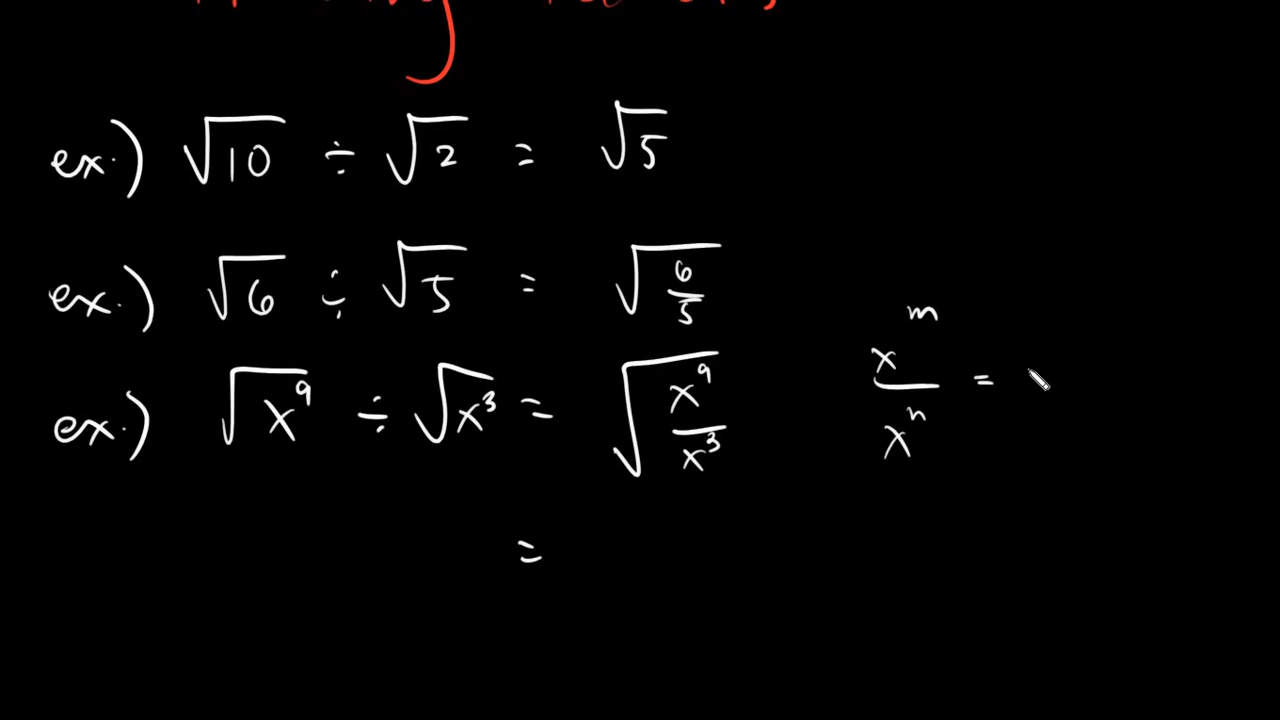 ex.) √10 ÷ √2 = √5
ex.) √6 ÷ √5 = √(6/5)
ex.) √x⁹ ÷ √x³ = √(x⁹/x³)
x^m/x^n =
=